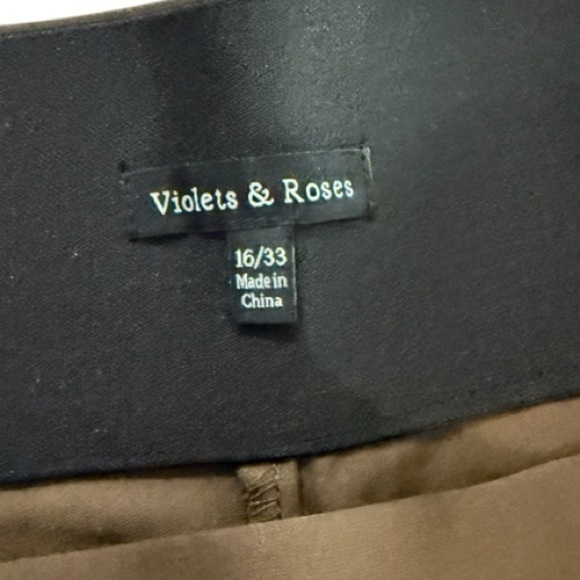 Violets & Roses
16/33
Made in
China